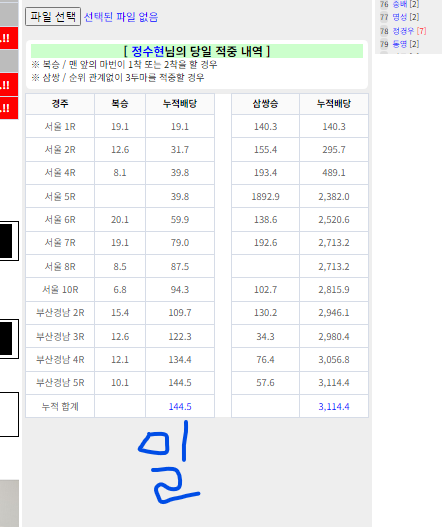 파일 선택 선택된 파일 없음
[ 정수현님의 당일 적중 내역 ]
※ 복승 / 맨 앞의 마번이 1착 또는 2착을 할 경우
※ 삼쌍 / 순위 관계없이 3두마를 적중할 경우
경주 복승 누적배당 삼쌍승 누적배당
서울 1R 19.1 19.1 140.3 140.3
서울 2R 12.6 31.7 155.4 295.7
서울 4R 8.1 39.8 193.4 489.1
서울 5R 39.8 1892.9 2,382.0
서울 6R 20.1 59.9 138.6 2,520.6
서울 7R 19.1 79.0 192.6 2,713.2
서울 8R 8.5 87.5 2,713.2
서울 10R 6.8 94.3 102.7 2,815.9
부산경남 2R 15.4 109.7 130.2 2,946.1
부산경남 3R 12.6 122.3 34.3 2,980.4
부산경남 4R 12.1 134.4 76.4 3,056.8
부산경남 5R 10.1 144.5 57.6 3,114.4
누적 합계 144.5 3,114.4
일
76 승배 [2]
77 영성 [2]
78 정경우 [7]
79 동영 [2]
.!!
.!!
.!!